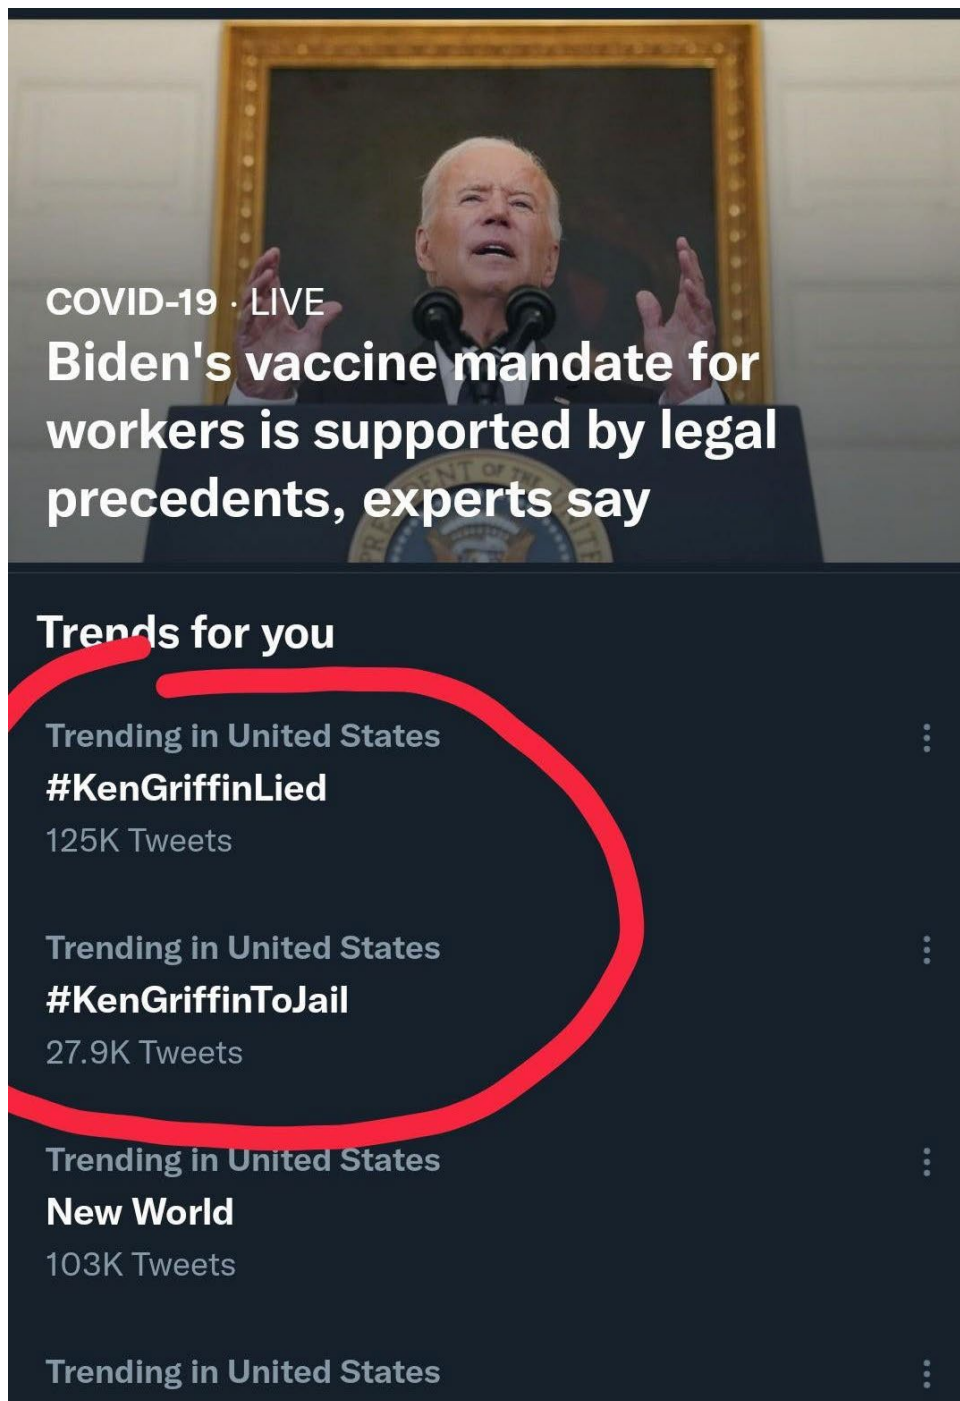 COVID-19 · LIVE
Biden's vaccine mandate for
workers is supported by legal
precedents, experts say
Trends for you
Trending in United States
#KenGriffinLied
125K Tweets
Trending in United States
#KenGriffinToJail
27.9K Tweets
Trending in United States
New World
103K Tweets
Trending in United States